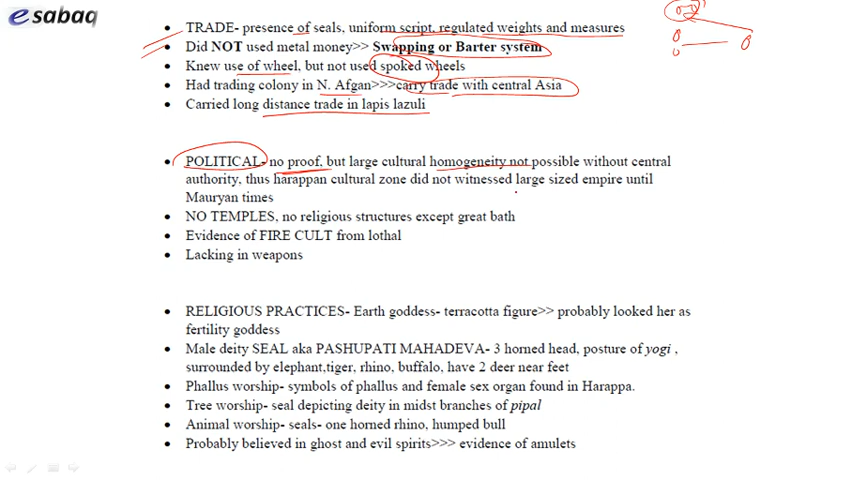 esabaq
• TRADE- presence of seals, uniform script, regulated weights and measures
• Did NOT used metal money>> Swapping or Barter system
• Knew use of wheel, but not used spoked wheels
• Had trading colony in N. Afgan>>>carry trade with central Asia
• Carried long distance trade in lapis lazuli
• POLITICAL- no proof, but large cultural homogeneity not possible without central
authority, thus harappan cultural zone did not witnessed large sized empire until
Mauryan times
• NO TEMPLES, no religious structures except great bath
• Evidence of FIRE CULT from lothal
• Lacking in weapons
• RELIGIOUS PRACTICES- Earth goddess- terracotta figure>> probably looked her as
fertility goddess
• Male deity SEAL aka PASHUPATI MAHADEVA- 3 horned head, posture of yogi ,
surrounded by elephant,tiger, rhino, buffalo, have 2 deer near feet
• Phallus worship- symbols of phallus and female sex organ found in Harappa.
• Tree worship- seal depicting deity in midst branches of pipal
• Animal worship- seals- one horned rhino, humped bull
• Probably believed in ghost and evil spirits>>> evidence of amulets